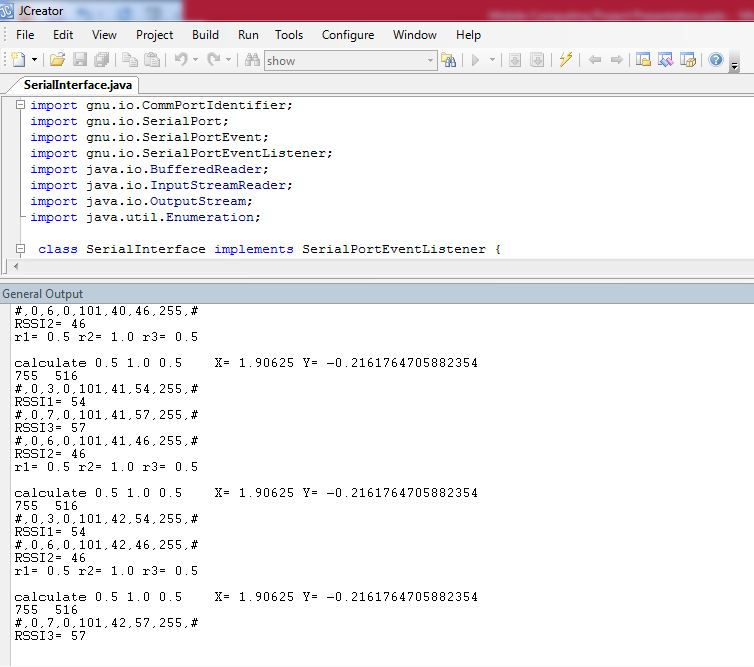 JCreator
File Edit View Project Build Run Tools Configure Window Help
show
SerialInterface.java
import gnu.io.CommPortIdentifier;
import gnu.io.SerialPort;
import gnu.io.SerialPortEvent;
import gnu.io.SerialPortEventListener;
import java.io.BufferedReader;
import java.io.InputStreamReader;
import java.io.OutputStream;
import java.util.Enumeration;
class SerialInterface implements SerialPortEventListener {
General Output
#,0,6,0,101,40,46,255,#
RSSI2= 46
r1= 0.5 r2= 1.0 r3= 0.5
calculate 0.5 1.0 0.5    X= 1.90625 Y= -0.2161764705882354
755  516
#,0,3,0,101,41,54,255,#
RSSI1= 54
#,0,7,0,101,41,57,255,#
RSSI3= 57
#,0,6,0,101,41,46,255,#
RSSI2= 46
r1= 0.5 r2= 1.0 r3= 0.5
calculate 0.5 1.0 0.5    X= 1.90625 Y= -0.2161764705882354
755  516
#,0,3,0,101,42,54,255,#
RSSI1= 54
#,0,6,0,101,42,46,255,#
RSSI2= 46
r1= 0.5 r2= 1.0 r3= 0.5
calculate 0.5 1.0 0.5    X= 1.90625 Y= -0.2161764705882354
755  516
#,0,7,0,101,42,57,255,#
RSSI3= 57